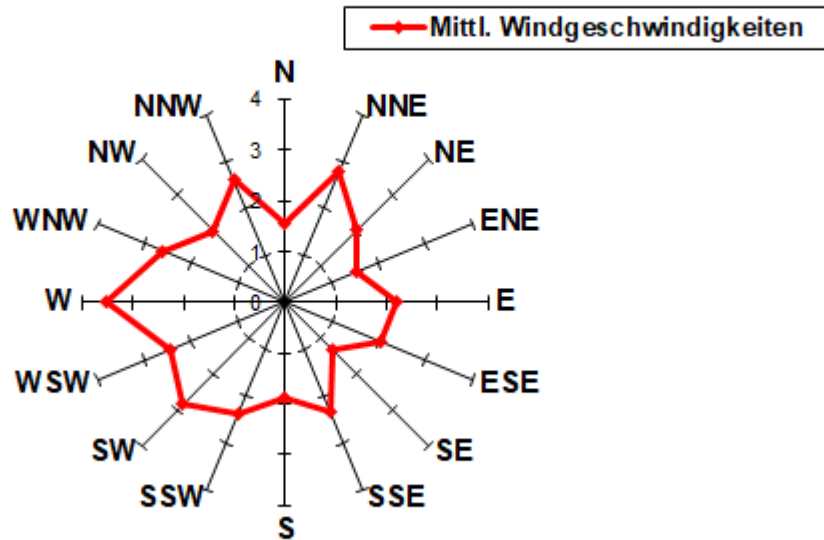 Mittl. Windgeschwindigkeiten
N
NNW
4
NNE
NW
3
NE
2
WNW
ENE
1
W
0
E
WSW
ESE
SW
SE
SSW
SSE
S